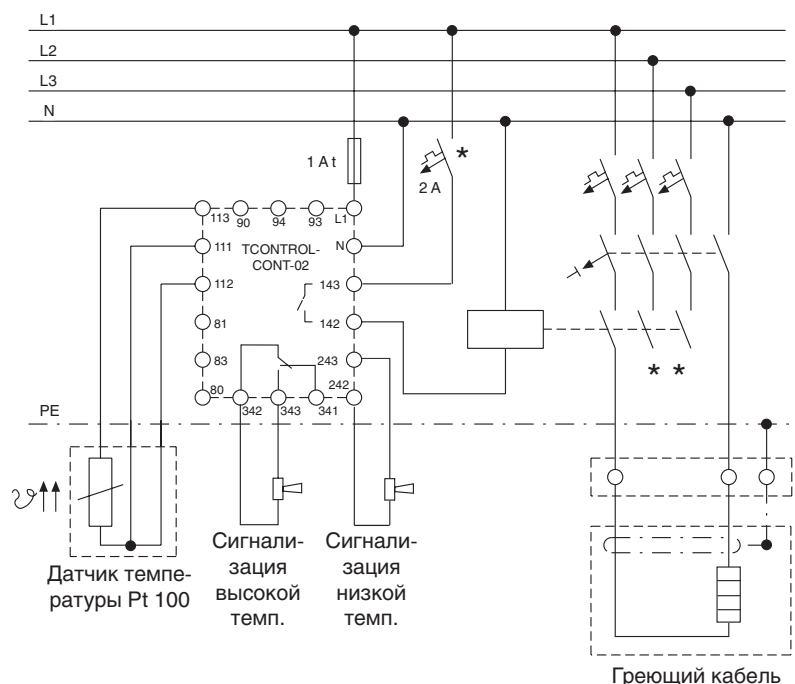 L1
L2
L3
N
1 A t
*
2 A
113
90
94
93
L1
111
TCONTROL-
CONT-02
N
112
143
81
142
83
243
80
342
343
341
242
* *
PE
Датчик темпе-
ратуры Pt 100
Сигнали-
зация
высокой
темп.
Сигнали-
зация
низкой
темп.
Греющий кабель